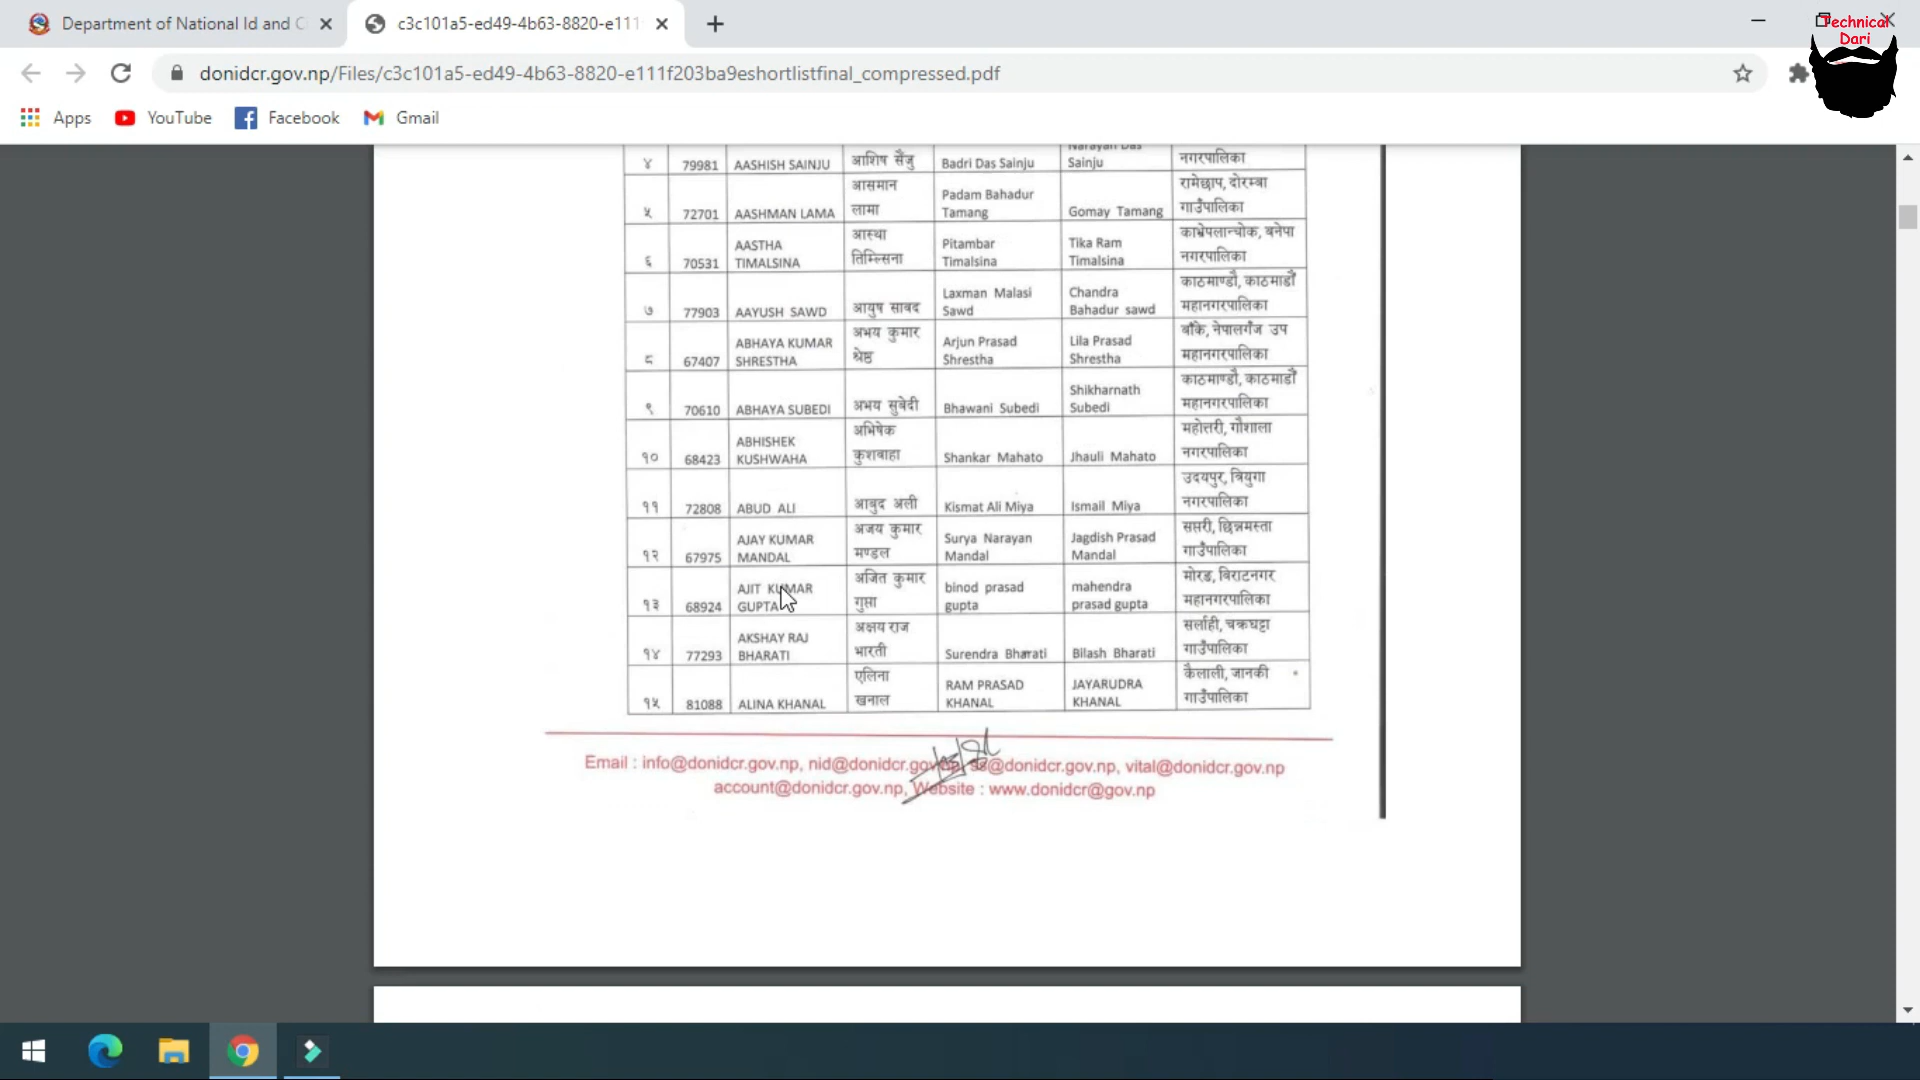 Department of National Id and C
c3c101a5-ed49-4b63-8820-e111
Technical
Dari
donidcr.gov.np/Files/c3c101a5-ed49-4b63-8820-e111f203ba9eshortlistfinal_compressed.pdf
Apps YouTube Facebook Gmail
४ 79981 AASHISH SAINJU आशिष सैंजु Badri Das Sainju Narayan Das Sainju नगरपालिका
५ 72701 AASHMAN LAMA आसमान लामा Padam Bahadur Tamang Gomay Tamang रामेछाप, दोरम्बा गाउँपालिका
६ 70531 AASTHA TIMALSINA आस्था तिम्ल्सिना Pitambar Timalsina Tika Ram Timalsina काभ्रेपलान्चोक, बनेपा नगरपालिका
७ 77903 AAYUSH SAWD आयुष सावद Laxman Malasi Sawd Chandra Bahadur sawd काठमाण्डौ, काठमाडौँ महानगरपालिका
८ 67407 ABHAYA KUMAR SHRESTHA अभय कुमार श्रेष्ठ Arjun Prasad Shrestha Lila Prasad Shrestha बाँके, नेपालगँज उप महानगरपालिका
९ 70610 ABHAYA SUBEDI अभय सुबेदी Bhawani Subedi Shikharnath Subedi काठमाण्डौ, काठमाडौँ महानगरपालिका
१० 68423 ABHISHEK KUSHWAHA अभिषेक कुशवाहा Shankar Mahato Jhauli Mahato महोत्तरी, गौशाला नगरपालिका
११ 72808 ABUD ALI आबुद अली Kismat Ali Miya Ismail Miya उदयपुर, त्रियुगा नगरपालिका
१२ 67975 AJAY KUMAR MANDAL अजय कुमार मण्डल Surya Narayan Mandal Jagdish Prasad Mandal सप्तरी, छिन्नमस्ता गाउँपालिका
१३ 68924 AJIT KUMAR GUPTA अजित कुमार गुप्ता binod prasad gupta mahendra prasad gupta मोरङ, बिराटनगर महानगरपालिका
१४ 77293 AKSHAY RAJ BHARATI अक्षय राज भारती Surendra Bharati Bilash Bharati सर्लाही, चक्रघट्टा गाउँपालिका
१५ 81088 ALINA KHANAL एलिना खनाल RAM PRASAD KHANAL JAYARUDRA KHANAL कैलाली, जानकी गाउँपालिका
Email : info@donidcr.gov.np, nid@donidcr.gov.np, ss@donidcr.gov.np, vital@donidcr.gov.np
account@donidcr.gov.np, Website : www.donidcr@gov.np